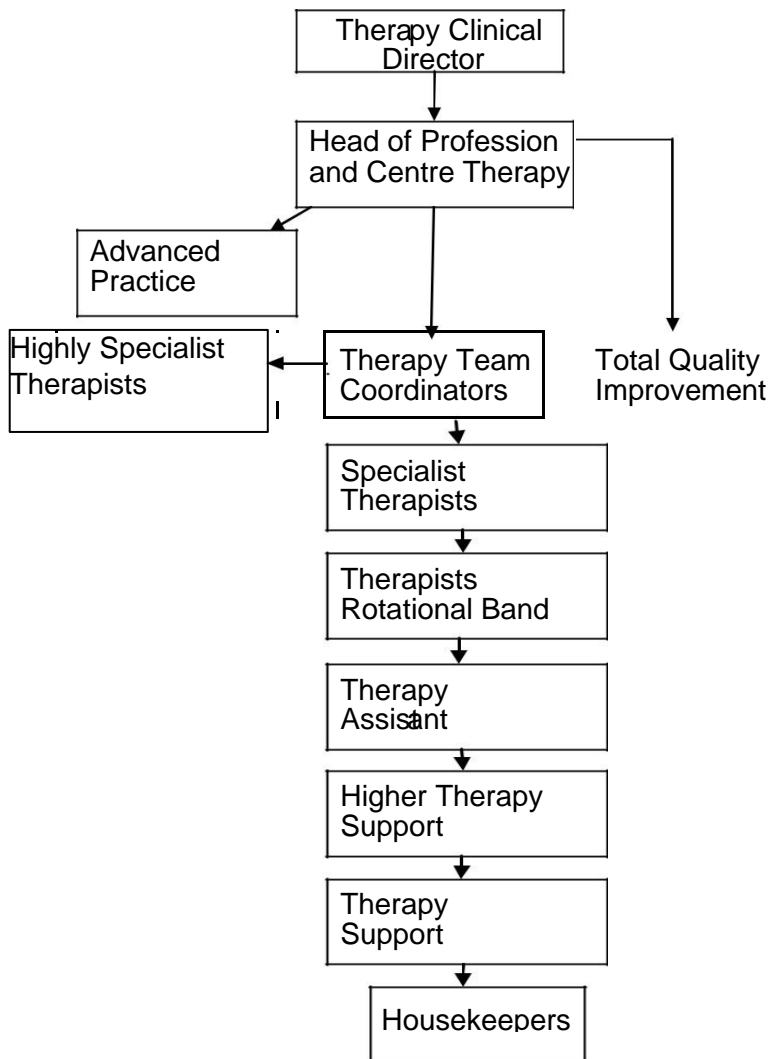 Therapy Clinical
Director
Head of Profession
and Centre Therapy
Advanced
Practice
Highly Specialist
Therapists
Therapy Team
Coordinators
Total Quality
Improvement
Specialist
Therapists
Therapists
Rotational Band
Therapy
Assistant
Higher Therapy
Support
Therapy
Support
Housekeepers